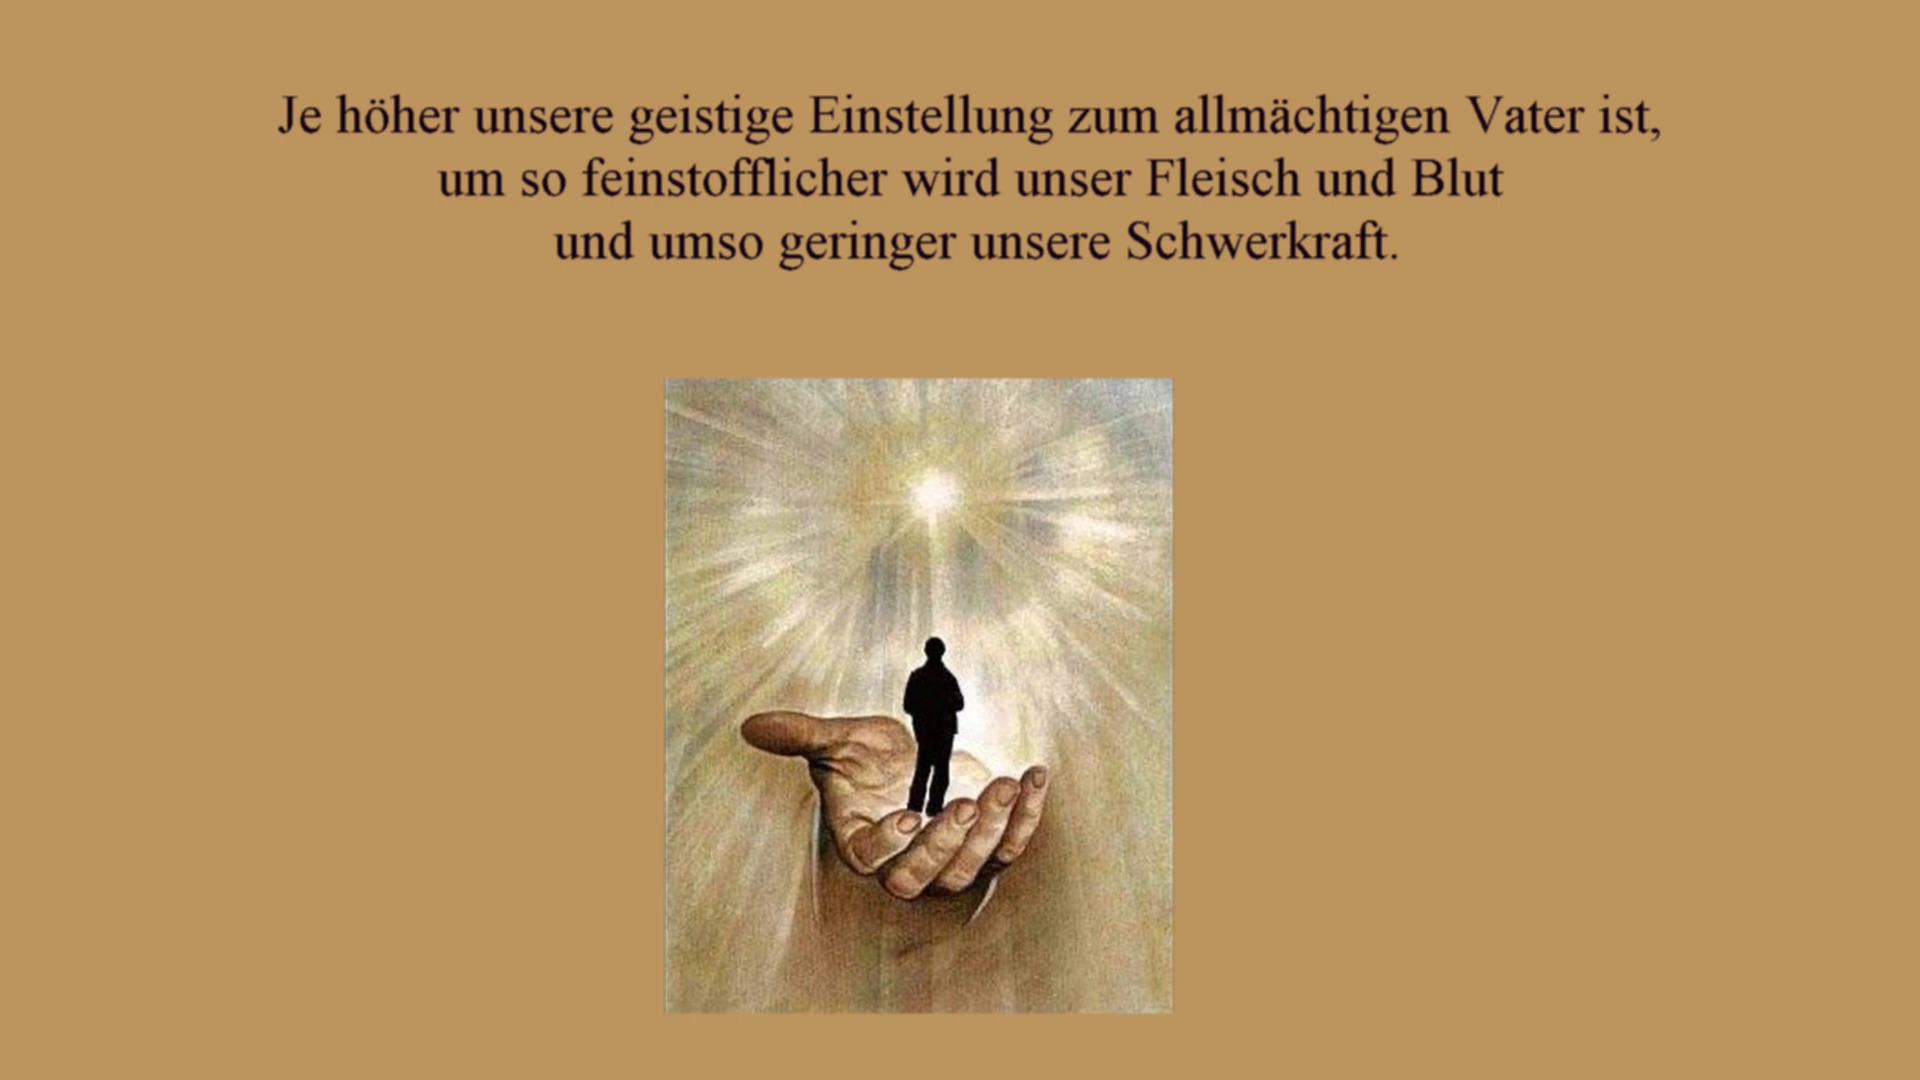 Je höher unsere geistige Einstellung zum allmächtigen Vater ist,
um so feinstofflicher wird unser Fleisch und Blut
und umso geringer unsere Schwerkraft.